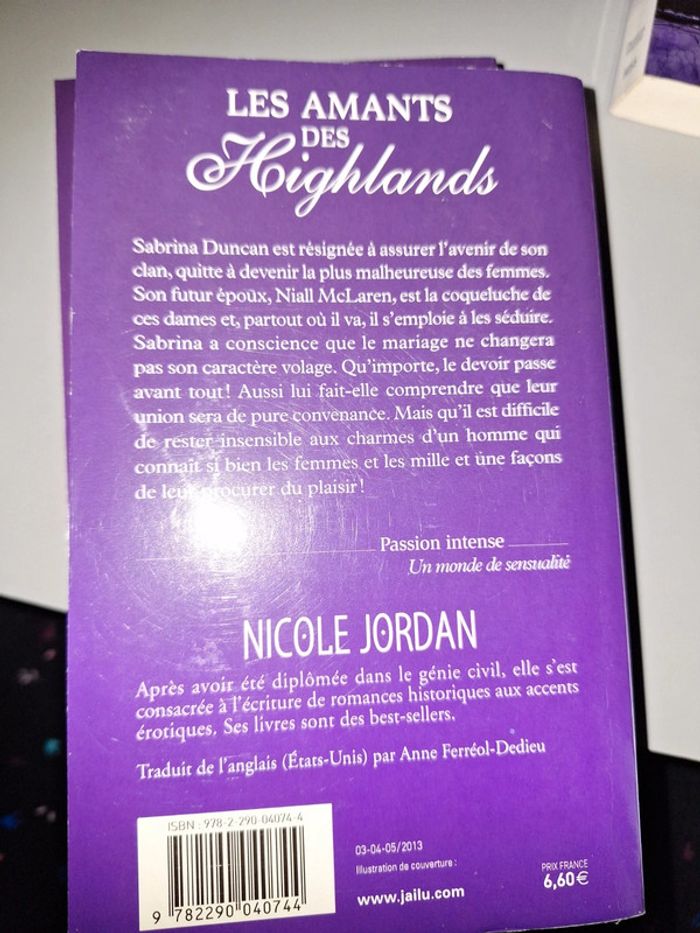 LES AMANTS
DES
Highlands
Sabrina Duncan est résignée à assurer l'avenir de son
clan, quitte à devenir la plus malheureuse des femmes.
Son futur époux, Niall McLaren, est la coqueluche de
ces dames et, partout où il va, il s'emploie à les séduire.
Sabrina a conscience que le mariage ne changera
pas son caractère volage. Qu'importe, le devoir passe
avant tout! Aussi lui fait-elle comprendre que leur
union sera de pure convenance. Mais qu'il est difficile
de rester insensible aux charmes d'un homme qui
connaît si bien les femmes et les mille et une façons
de leur procurer du plaisir!
Passion intense
Un monde de sensualité
NICOLE JORDAN
Après avoir été diplômée dans le génie civil, elle s'est
consacrée à l'écriture de romances historiques aux accents
érotiques. Ses livres sont des best-sellers.
Traduit de l'anglais (États-Unis) par Anne Ferréol-Dedieu
ISBN : 978-2-290-04074-4
9 782290 040744
03-04-05/2013
Illustration de couverture :
www.jailu.com
PRIX FRANCE
6,60€